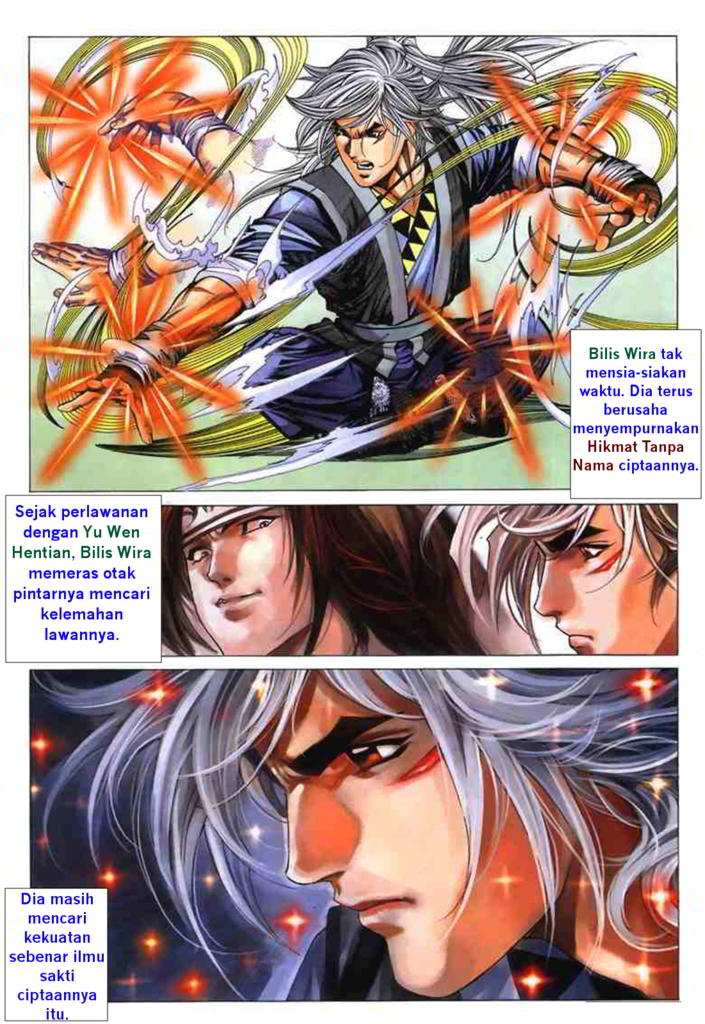 Bilis Wira tak
mensia-siakan
waktu. Dia terus
berusaha
menyempurnakan
Hikmat Tanpa
Nama ciptaannya.
Sejak perlawanan
dengan Yu Wen
Hentian, Bilis Wira
memeras otak
pintarnya mencari
kelemahan
lawannya.
Dia masih
mencari
kekuatan
sebenar ilmu
sakti
ciptaannya
itu.